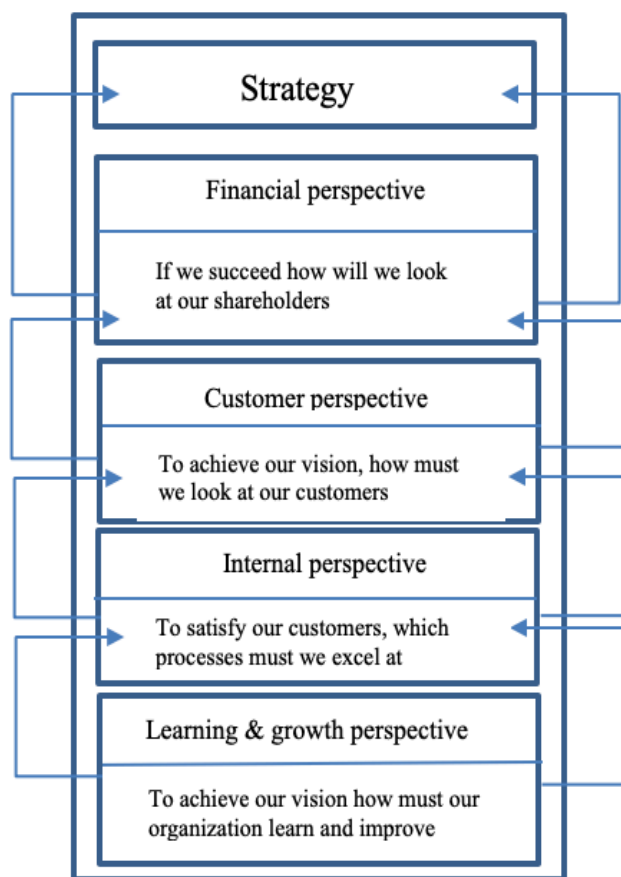 Strategy
Financial perspective
If we succeed how will we look
at our shareholders
Customer perspective
To achieve our vision, how must
we look at our customers
Internal perspective
To satisfy our customers, which
processes must we excel at
Learning & growth perspective
To achieve our vision how must our
organization learn and improve